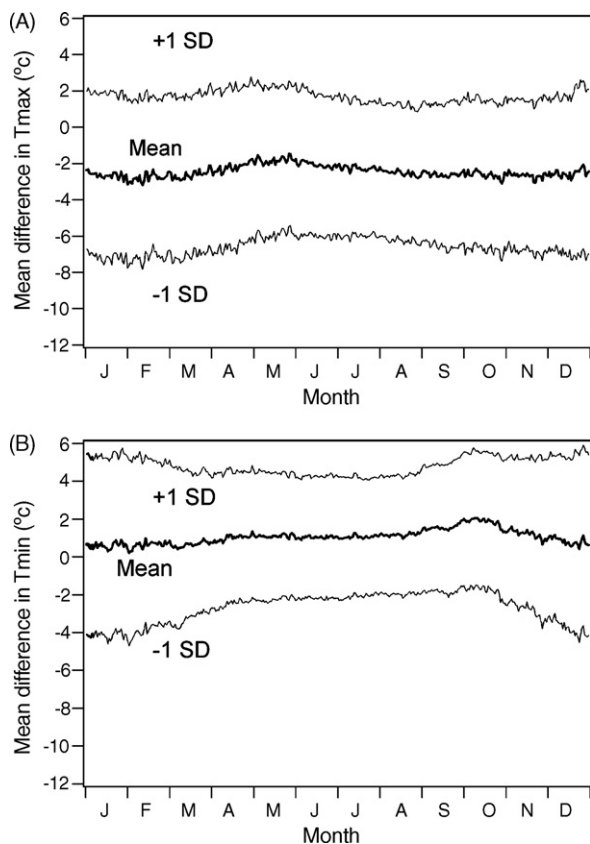 (A)
Mean difference in Tmax (ºc)
6
4
2
0
-2
-4
-6
-8
-10
-12
+1 SD
Mean
-1 SD
J F M A M J J A S O N D
Month
(B)
Mean difference in Tmin (ºc)
6
4
2
0
-2
-4
-6
-8
-10
-12
+1 SD
Mean
-1 SD
J F M A M J J A S O N D
Month